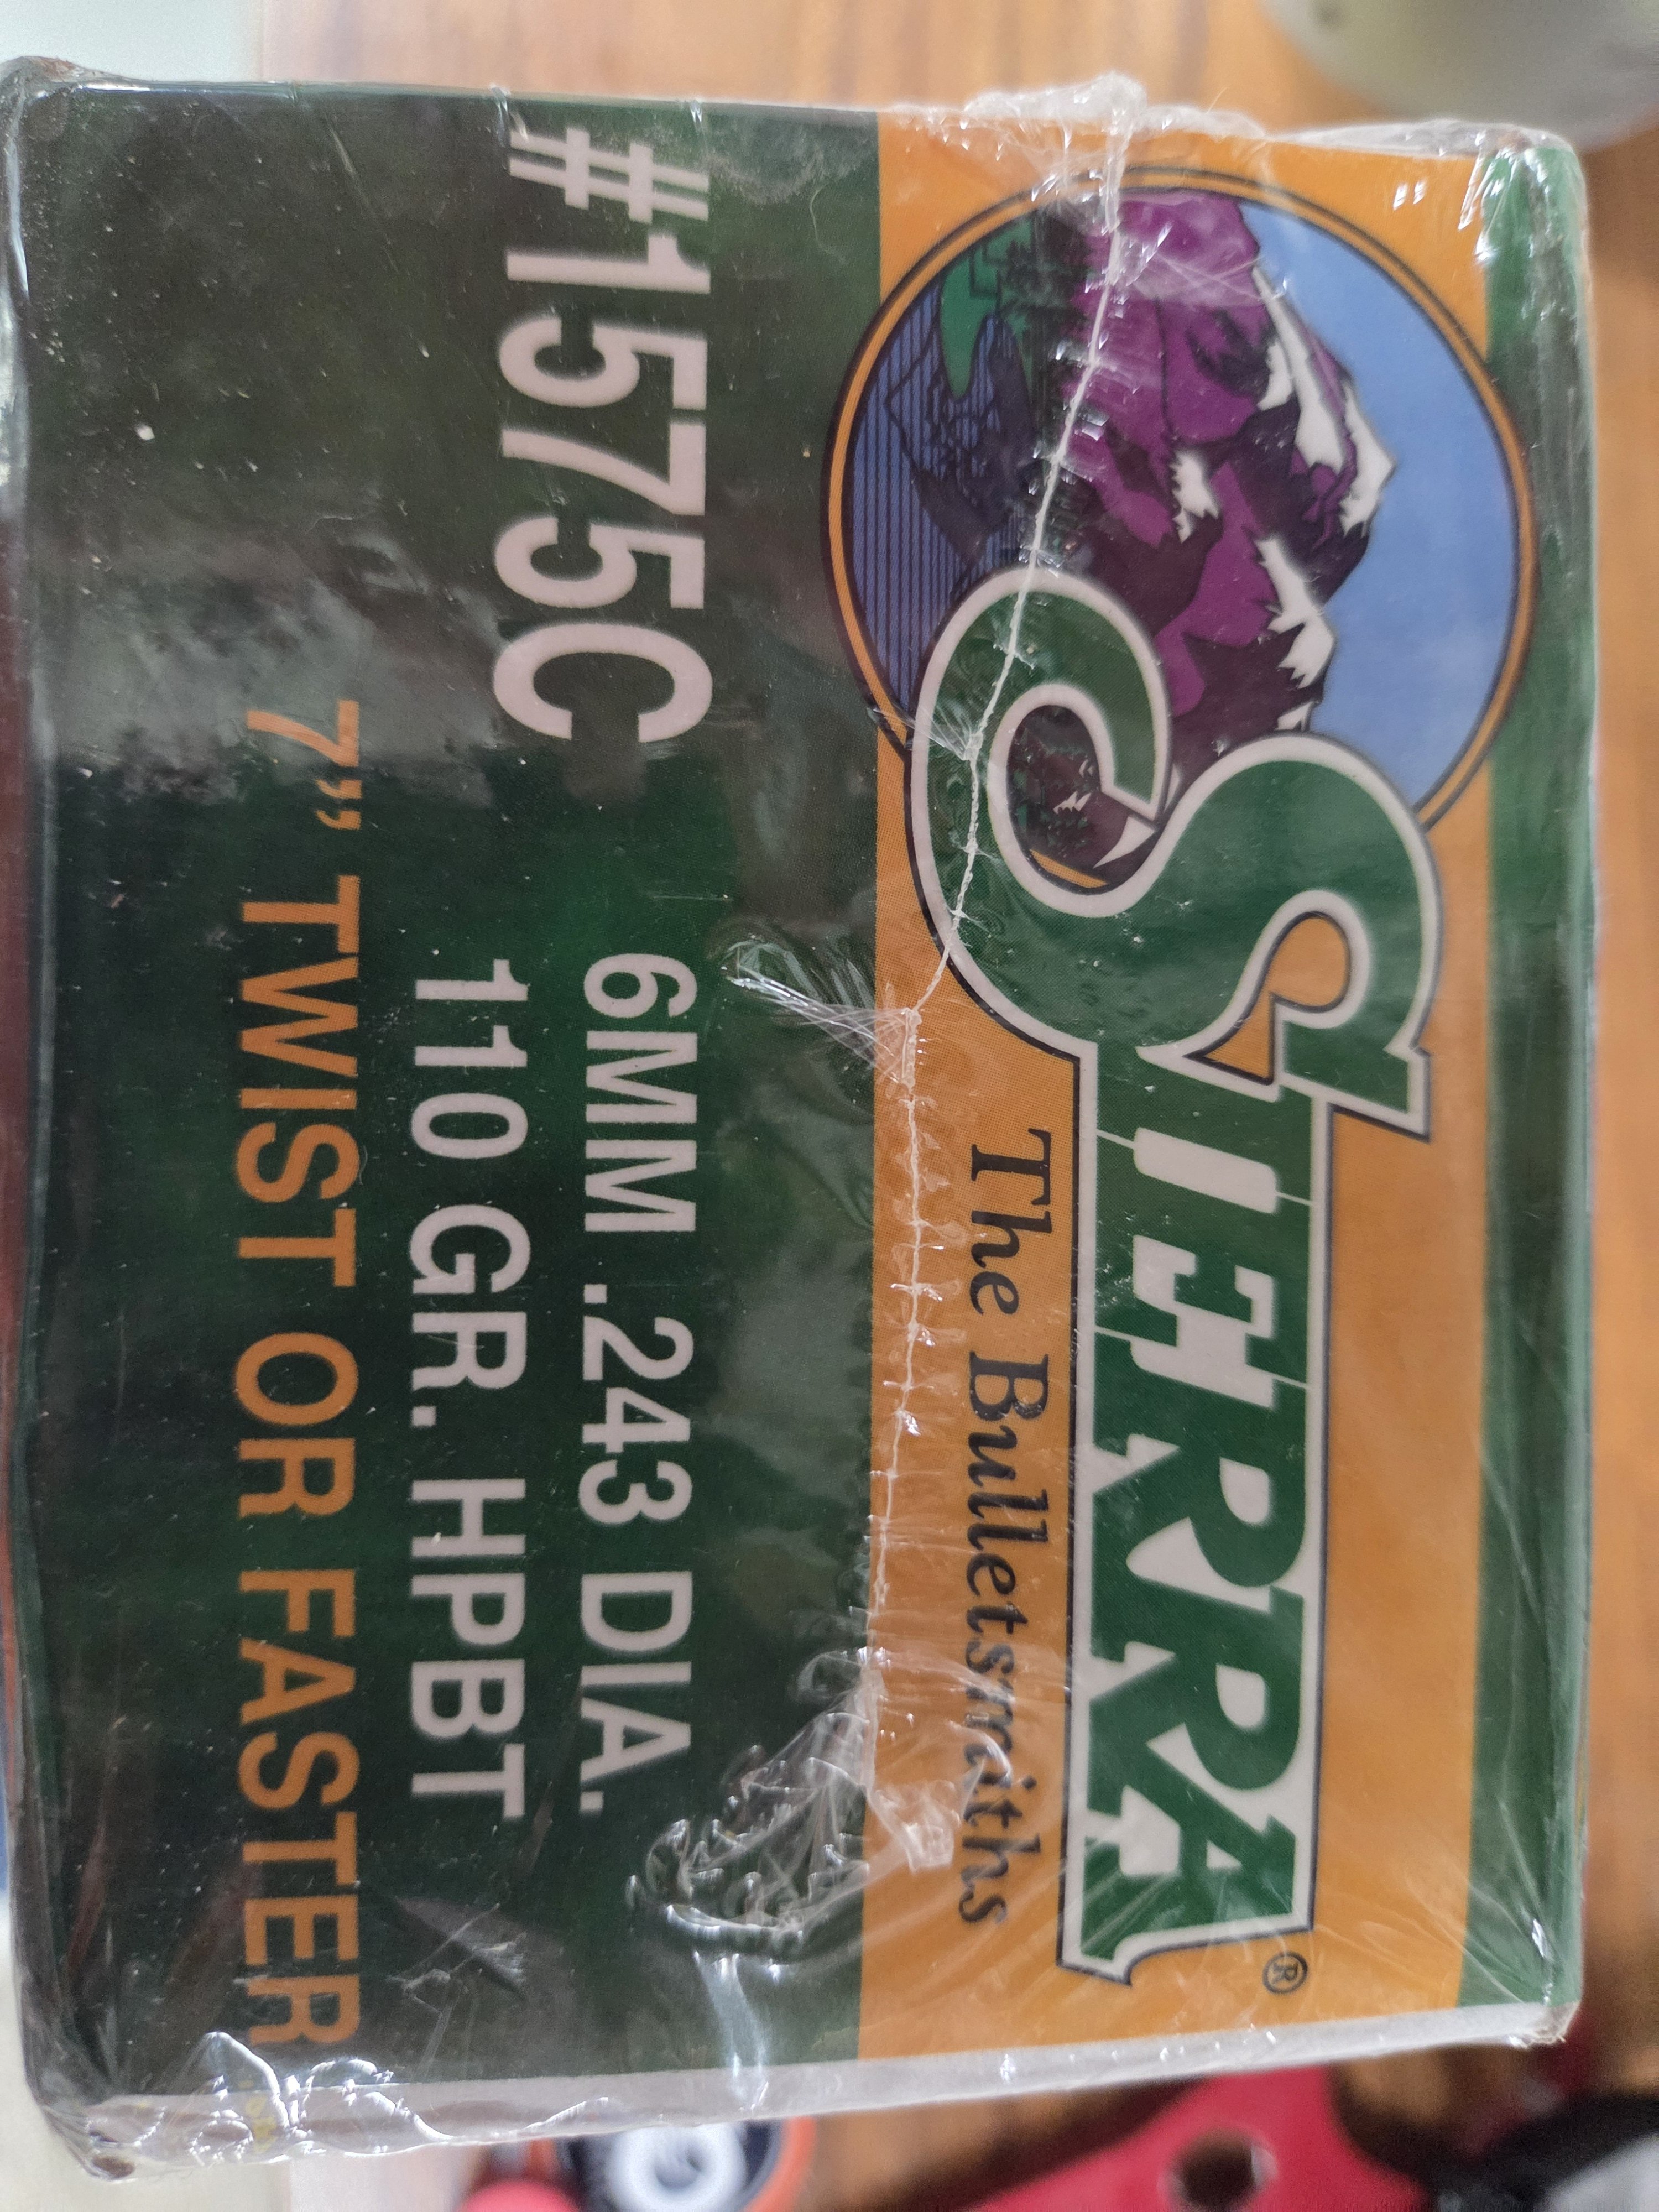 SIERRA®
The Bulletsmiths
#1575C
6MM .243 DIA.
110 GR. HPBT
7" TWIST OR FASTER